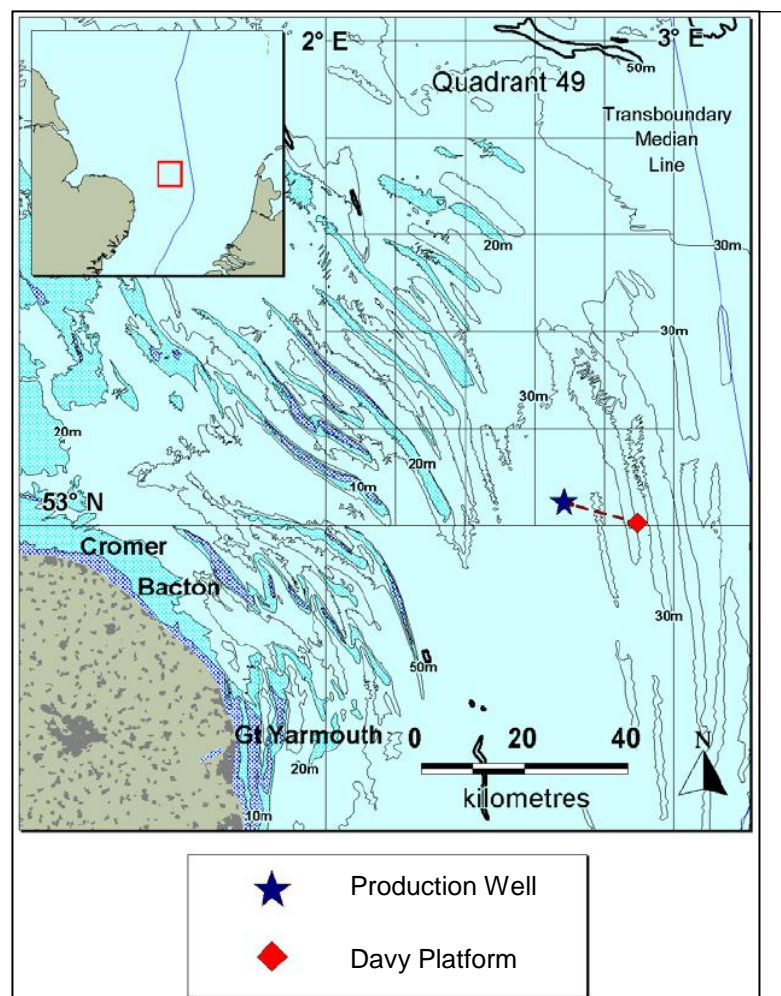 2° E
3° E
50m
Quadrant 49
Transboundary
Median
Line
20m
30m
30m
30m
20m
20m
10m
53° N
Cromer
Bacton
30m
50m
Gt Yarmouth
0 20 40
N
20m
kilometres
10m
Production Well
Davy Platform